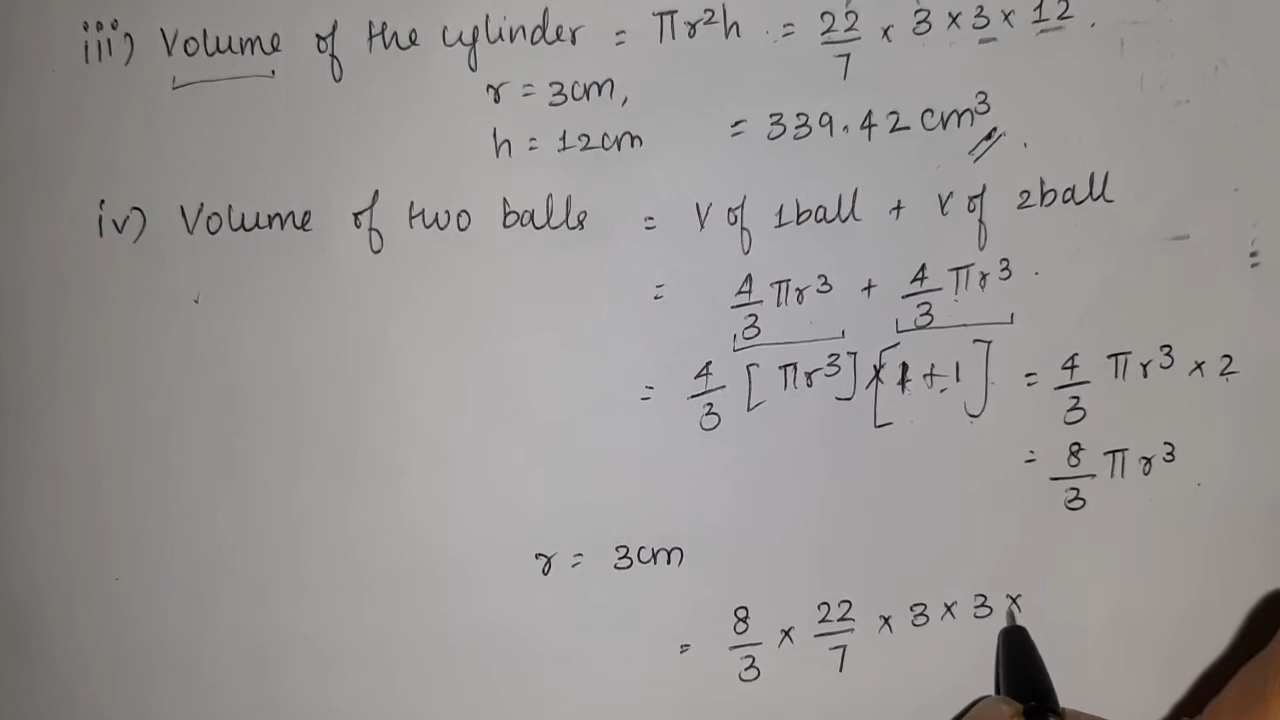 iii) Volume of the cylinder = πr²h = 22/7 × 3 × 3 × 12.
r = 3cm,
h = 12cm = 339.42 cm³
iv) Volume of two balls = V of 1ball + V of 2ball
= 4/3 πr³ + 4/3 πr³.
= 4/3 [πr³] × [1+1] = 4/3 πr³ × 2
= 8/3 πr³
r = 3cm
= 8/3 × 22/7 × 3 × 3 ×